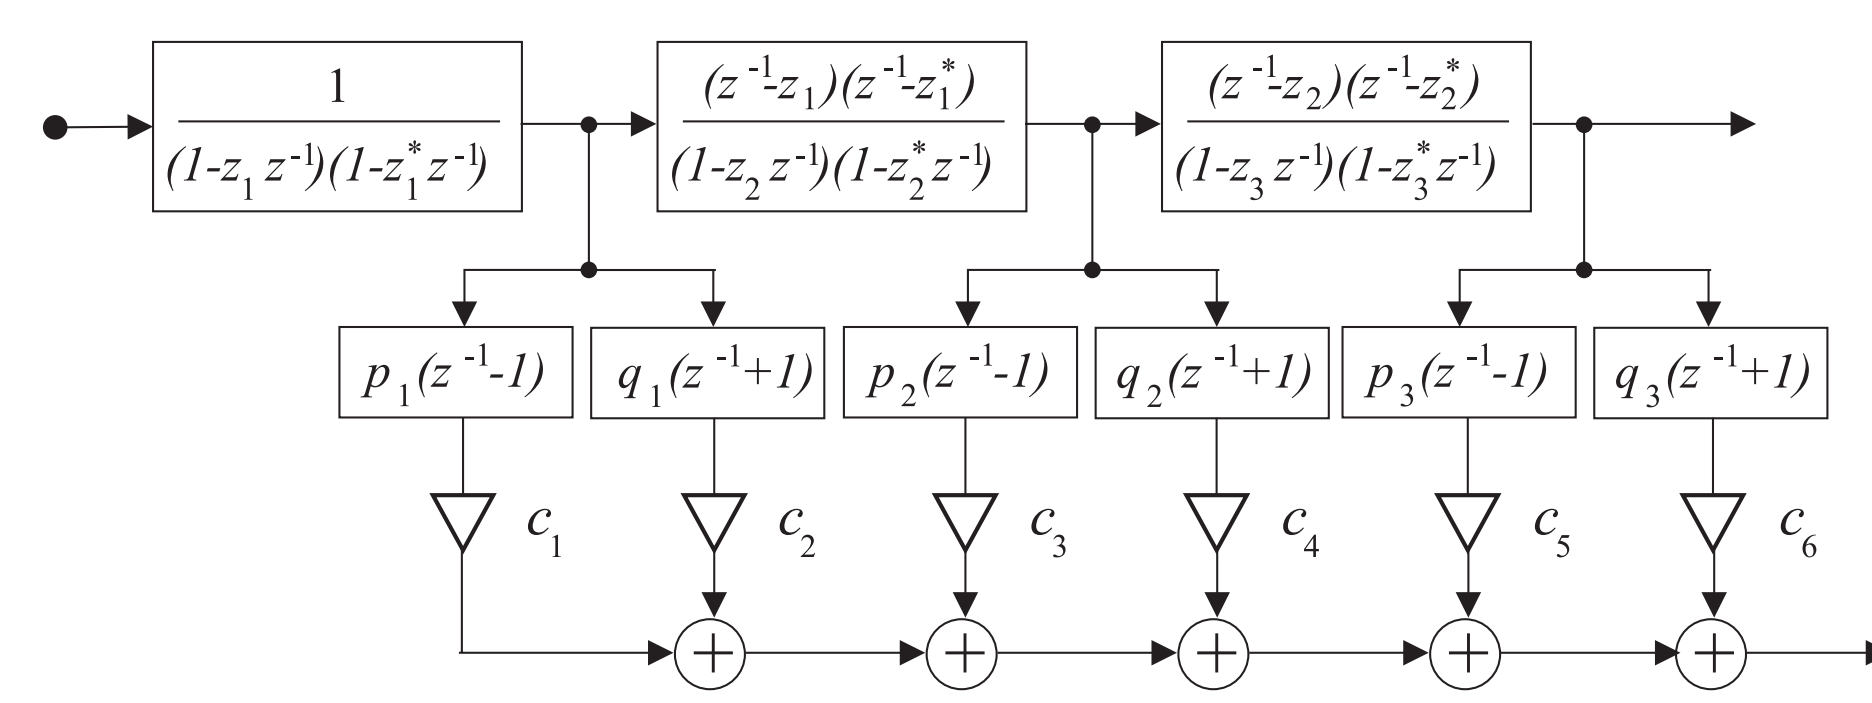 1 (z⁻¹-z₁)(z⁻¹-z₁*) (z⁻¹-z₂)(z⁻¹-z₂*)
(1-z₁ z⁻¹)(1-z₁* z⁻¹) (1-z₂ z⁻¹)(1-z₂* z⁻¹) (1-z₃ z⁻¹)(1-z₃* z⁻¹)
p₁(z⁻¹-1) q₁(z⁻¹+1) p₂(z⁻¹-1) q₂(z⁻¹+1) p₃(z⁻¹-1) q₃(z⁻¹+1)
c₁ c₂ c₃ c₄ c₅ c₆
+ + + + +